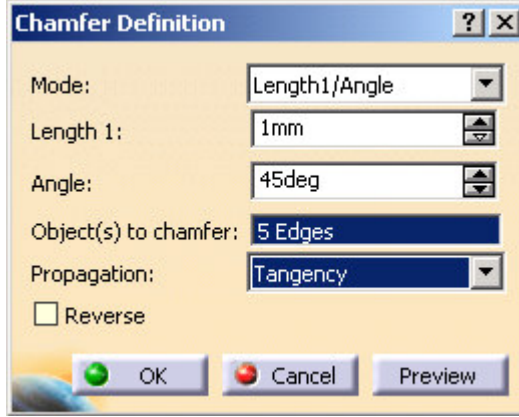 Chamfer Definition ? X
Mode: Length1/Angle
Length 1: 1mm
Angle: 45deg
Object(s) to chamfer: 5 Edges
Propagation: Tangency
Reverse
OK Cancel Preview